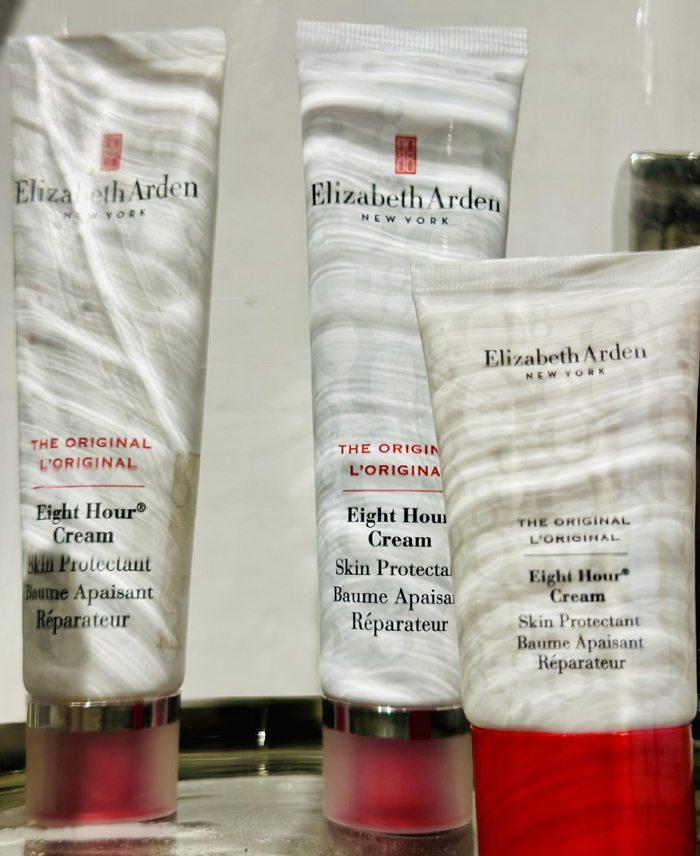 Elizabeth Arden
NEW YORK
THE ORIGINAL
L'ORIGINAL
Eight Hour®
Cream
Skin Protectant
Baume Apaisant
Réparateur
Elizabeth Arden
NEW YORK
THE ORIGIN
L'ORIGINA
Eight Hour
Cream
Skin Protecta
Baume Apaisa
Réparateur
Elizabeth Arden
NEW YORK
THE ORIGINAL
L'ORIGINAL
Eight Hour®
Cream
Skin Protectant
Baume Apaisant
Réparateur